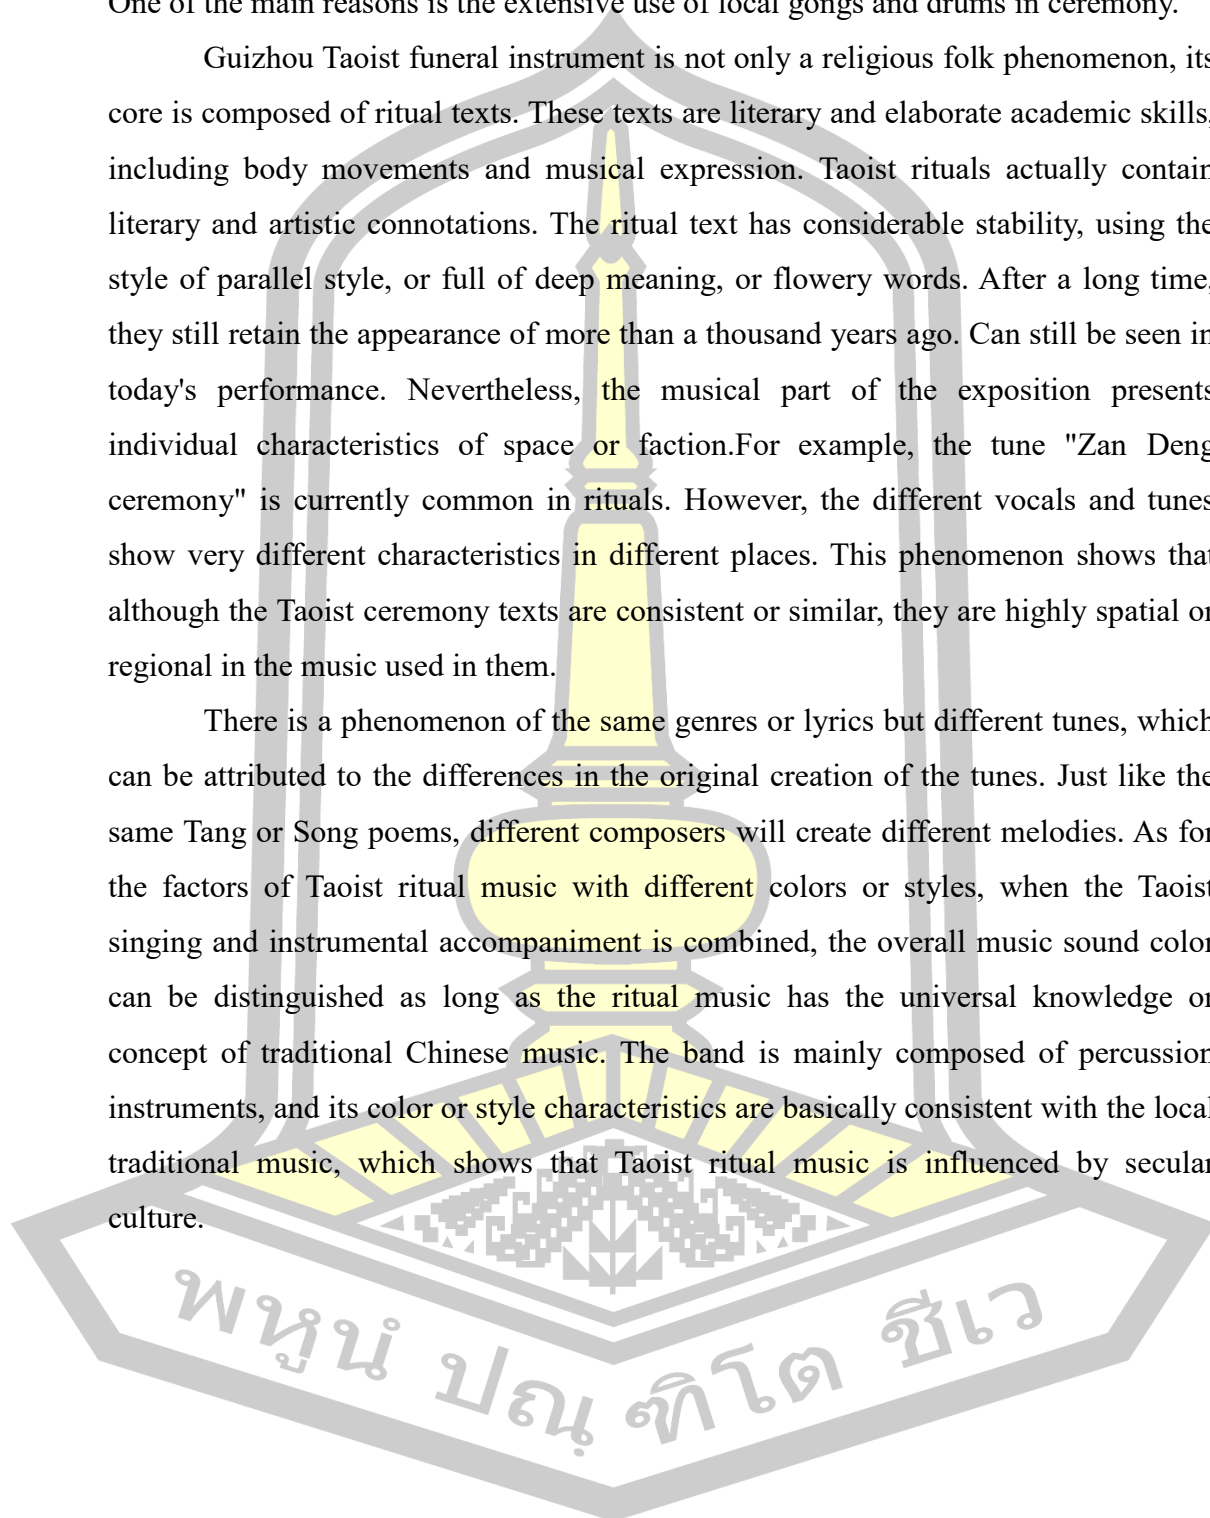 One of the main reasons is the extensive use of local gongs and drums in ceremony.
Guizhou Taoist funeral instrument is not only a religious folk phenomenon, its
core is composed of ritual texts. These texts are literary and elaborate academic skills,
including body movements and musical expression. Taoist rituals actually contain
literary and artistic connotations. The ritual text has considerable stability, using the
style of parallel style, or full of deep meaning, or flowery words. After a long time,
they still retain the appearance of more than a thousand years ago. Can still be seen in
today's performance. Nevertheless, the musical part of the exposition presents
individual characteristics of space or faction.For example, the tune "Zan Deng
ceremony" is currently common in rituals. However, the different vocals and tunes
show very different characteristics in different places. This phenomenon shows that
although the Taoist ceremony texts are consistent or similar, they are highly spatial or
regional in the music used in them.
There is a phenomenon of the same genres or lyrics but different tunes, which
can be attributed to the differences in the original creation of the tunes. Just like the
same Tang or Song poems, different composers will create different melodies. As for
the factors of Taoist ritual music with different colors or styles, when the Taoist
singing and instrumental accompaniment is combined, the overall music sound color
can be distinguished as long as the ritual music has the universal knowledge or
concept of traditional Chinese music. The band is mainly composed of percussion
instruments, and its color or style characteristics are basically consistent with the local
traditional music, which shows that Taoist ritual music is influenced by secular
culture.
พหูนํ ปณฺฑิโต ชีเว